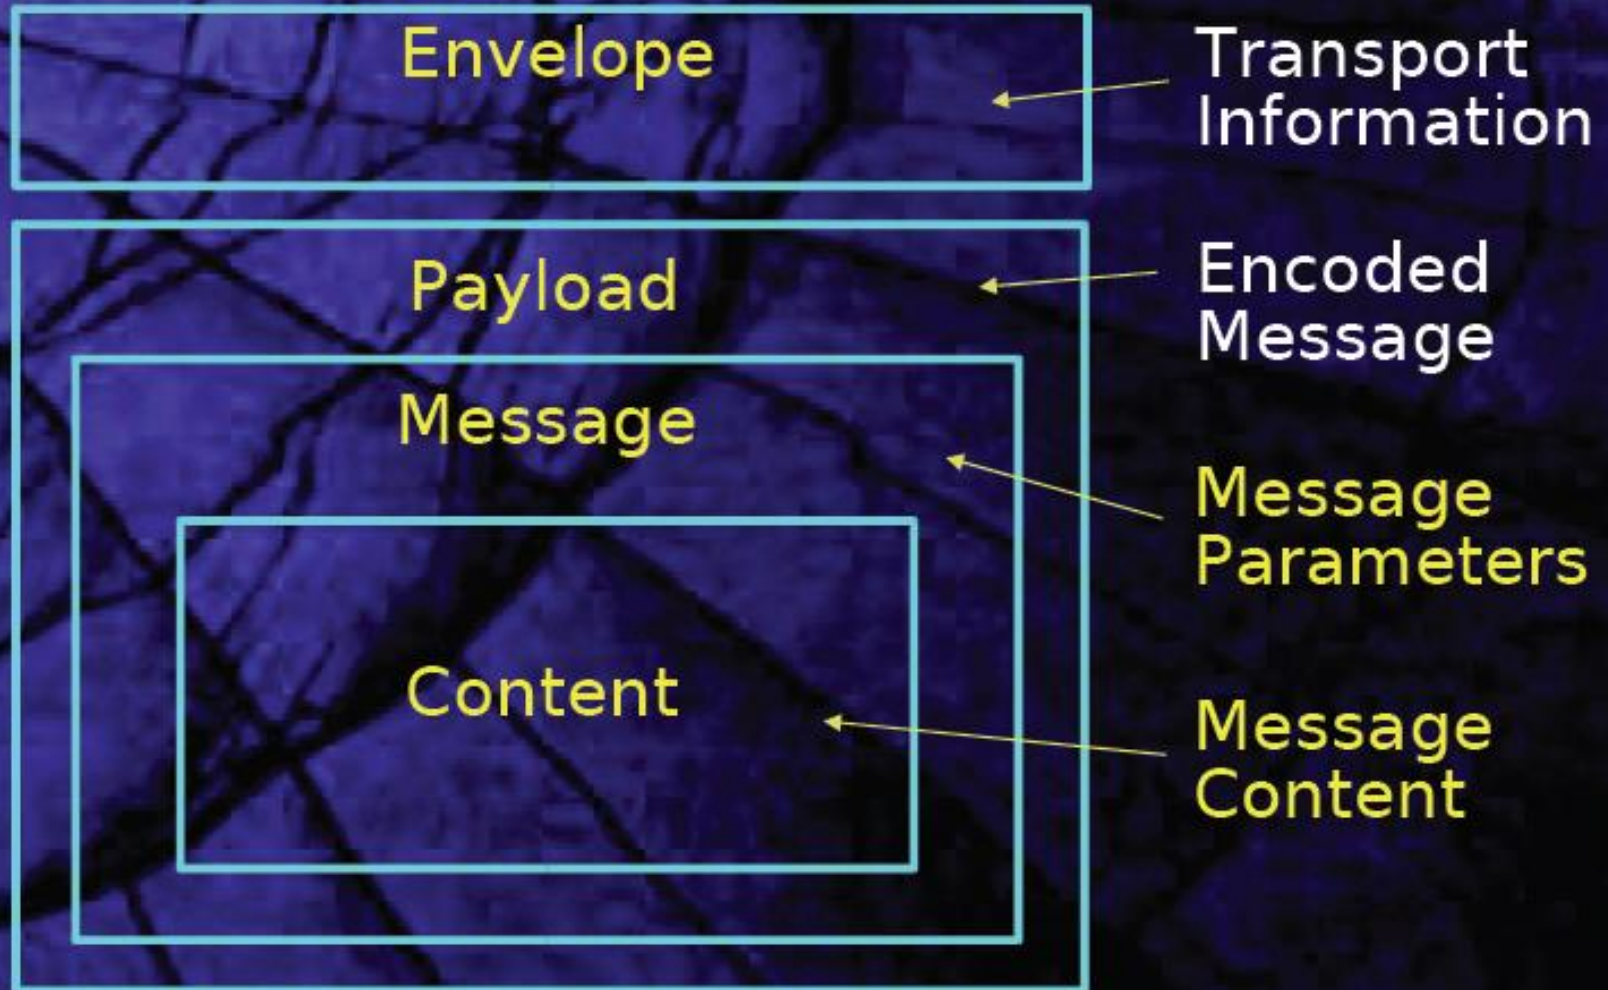 Envelope
Transport
Information
Payload
Encoded
Message
Message
Message
Parameters
Content
Message
Content